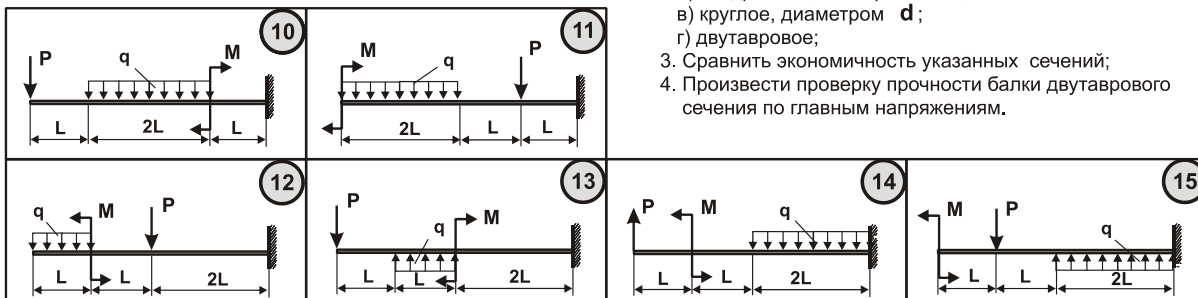 в) круглое, диаметром d;
г) двутавровое;
3. Сравнить экономичность указанных сечений;
4. Произвести проверку прочности балки двутаврового
сечения по главным напряжениям.
10
P q M
L 2L L
11
q P
M
2L L L
12
q M P
L L 2L
13
P M
q
L L 2L
14
P M q
L L 2L
15
M P q
L L 2L